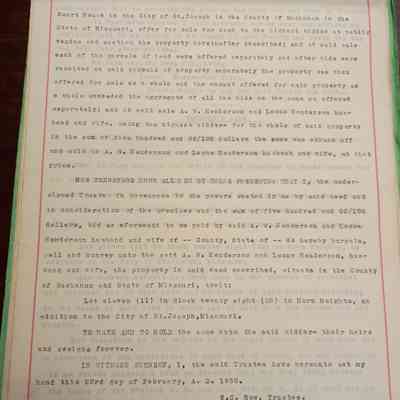 Court House in the City of St.Joseph in the County of Buchanan in the
State of Missouri, offer for sale for cash to the highest bidder at public
vendue and auction the property hereinafter described; and at said sale
each of the parcels of land were offered separately and after bids were
received on said parcels of property separately the property was then
offered for sale as a whole and the amount offered for said property as
a whole exceeded the aggregate of all the bids on the same as offered
separately; and at said sale A. N. Henderson and Leona Henderson hus-
band and wife, being the highest bidders for the whole of said property
in the sum of Five Hundred and 00/100 dollars the same was struck off
and sold to A. N. Henderson and Leona Henderson husband and wife, at that
price.
NOW THEREFORE KNOW ALL MEN BY THESE PRESENTS; THAT I, the under-
signed Trustee in pursuance to the powers vested in me by said deed and
in consideration of the premises and the sum of five hundred and 00/100
dollars, bid as aforesaid to me paid by said A. N. Henderson and Leona
Henderson husband and wife of -- County, State of -- do hereby bargain,
sell and convey unto the said A. N. Henderson and Leona Henderson, hus-
band and wife, the property in said deed described, situate in the County
of Buchanan and State of Missouri, towit:
Lot eleven (11) in Block twenty eight (28) in Horn Heights, an
addition to the City of St.Joseph,Missouri.
TO HAVE AND TO HOLD the same unto the said bidders their heirs
and assigns forever.
IN WITNESS WHEREOF, I, the said Trustee have hereunto set my
hand this 23rd day of February, A. D. 1938.
Trustee.